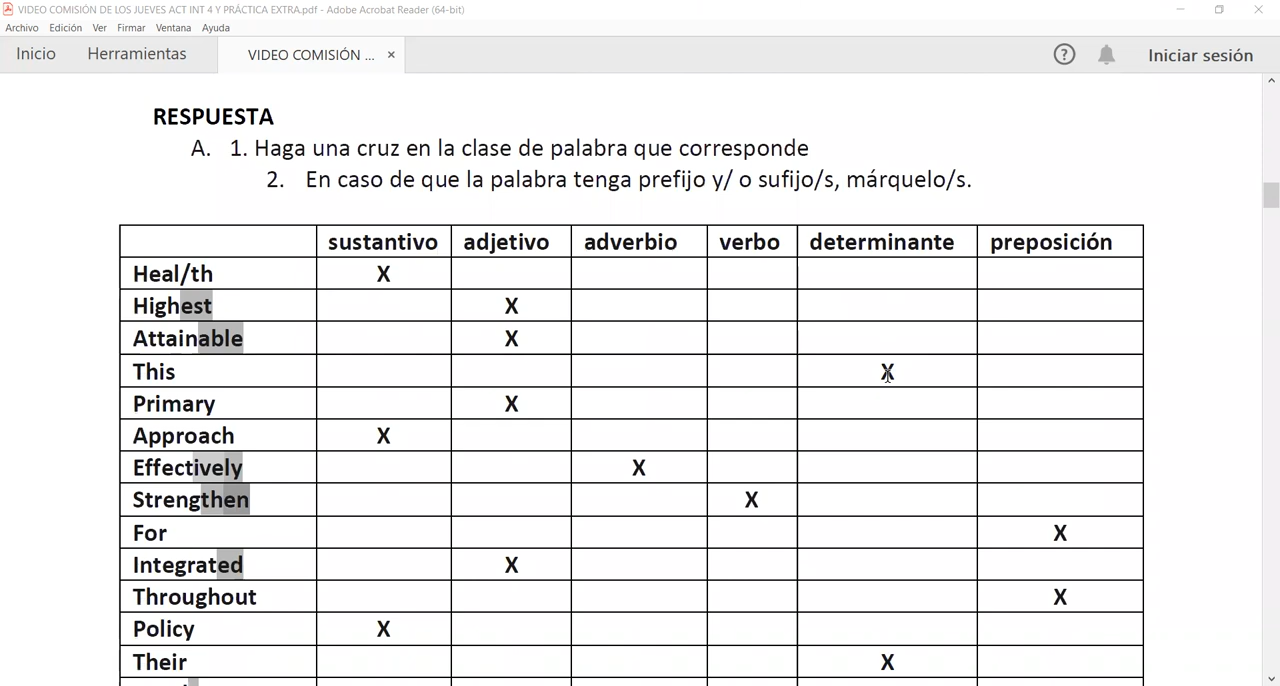 VIDEO COMISIÓN DE LOS JUEVES ACT INT 4 Y PRÁCTICA EXTRA.pdf - Adobe Acrobat Reader (64-bit)
Archivo Edición Ver Firmar Ventana Ayuda
Inicio Herramientas VIDEO COMISIÓN ... × ? Iniciar sesión
RESPUESTA
A. 1. Haga una cruz en la clase de palabra que corresponde
2. En caso de que la palabra tenga prefijo y/ o sufijo/s, márquelo/s.
sustantivo adjetivo adverbio verbo determinante preposición
Heal/th X
Highest X
Attainable X
This X
Primary X
Approach X
Effectively X
Strengthen X
For X
Integrated X
Throughout X
Policy X
Their X